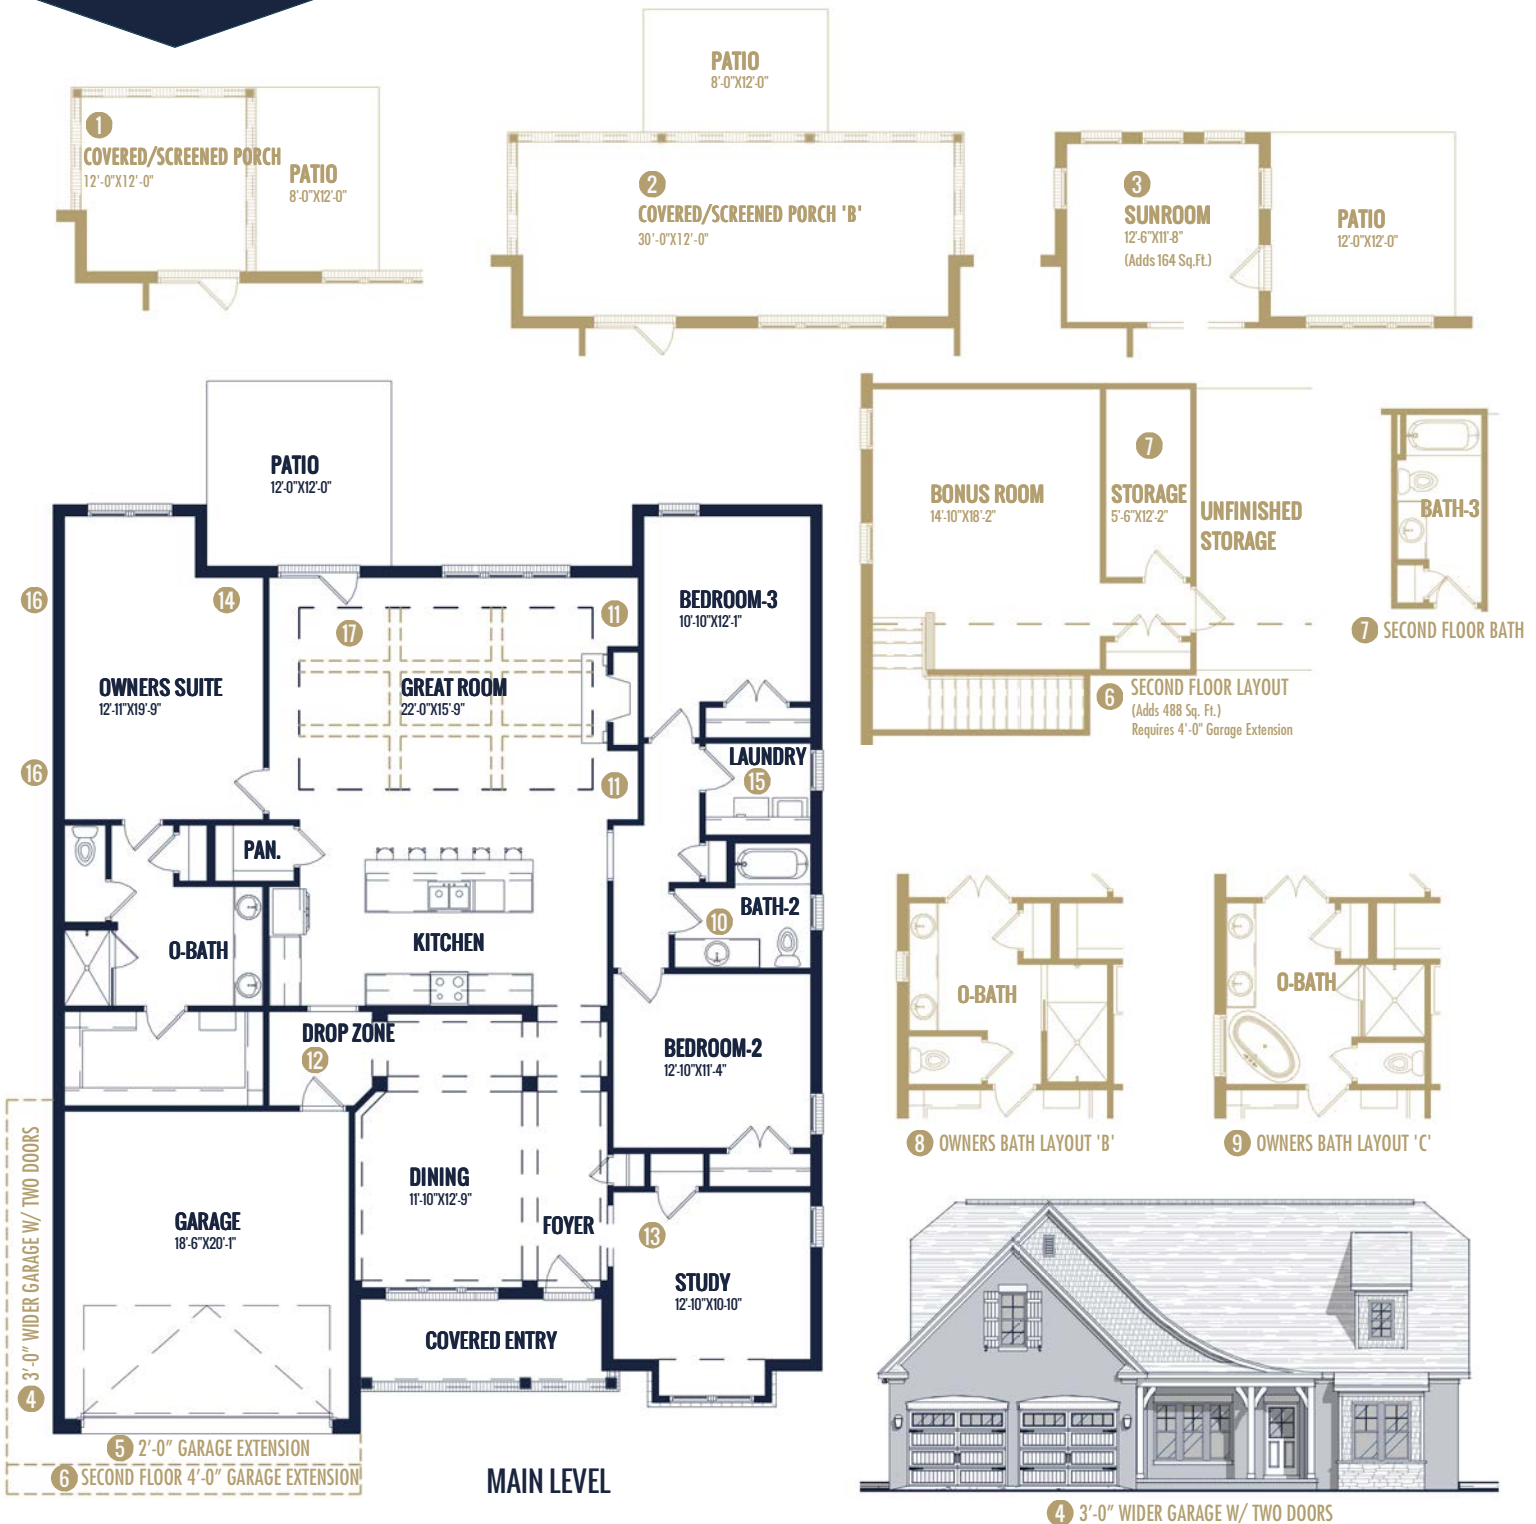 PATIO
8'-0"X12'-0"
1
COVERED/SCREENED PORCH
12'-0"X12'-0"
PATIO
8'-0"X12'-0"
2
COVERED/SCREENED PORCH 'B'
30'-0"X12'-0"
3
SUNROOM
12'-6"X11'-8"
(Adds 164 Sq.Ft.)
PATIO
12'-0"X12'-0"
PATIO
12'-0"X12'-0"
16
14
OWNERS SUITE
12'-11"X19'-9"
16
17
GREAT ROOM
22'-0"X15'-9"
11
11
BEDROOM-3
10'-10"X12'-1"
LAUNDRY
15
PAN.
KITCHEN
O-BATH
10
BATH-2
DROP ZONE
12
BEDROOM-2
12'-10"X11'-4"
DINING
11'-10"X12'-9"
FOYER
13
STUDY
12'-10"X10-10"
GARAGE
18'-6"X20'-1"
COVERED ENTRY
4 3'-0" WIDER GARAGE W/ TWO DOORS
5 2'-0" GARAGE EXTENSION
6 SECOND FLOOR 4'-0" GARAGE EXTENSION
MAIN LEVEL
BONUS ROOM
14'-10"X18'-2"
7
STORAGE
5'-6"X12'-2"
UNFINISHED
STORAGE
6 SECOND FLOOR LAYOUT
(Adds 488 Sq. Ft.)
Requires 4'-0" Garage Extension
BATH-3
7 SECOND FLOOR BATH
O-BATH
8 OWNERS BATH LAYOUT 'B'
O-BATH
9 OWNERS BATH LAYOUT 'C'
4 3'-0" WIDER GARAGE W/ TWO DOORS